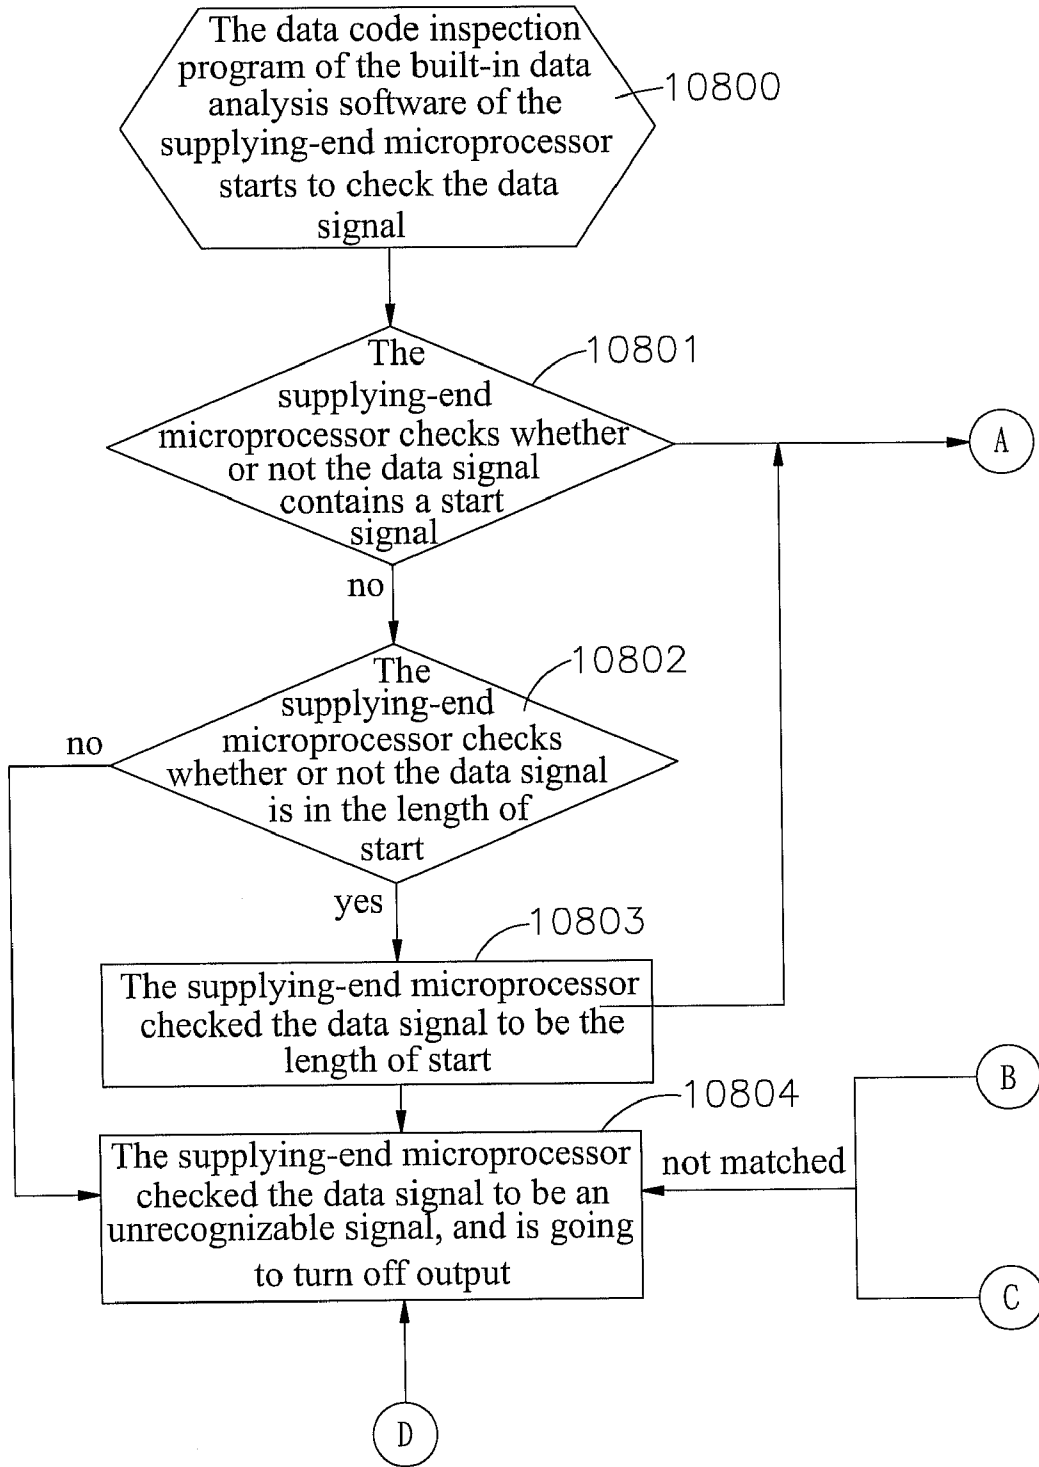 The data code inspection
program of the built-in data
analysis software of the
supplying-end microprocessor
starts to check the data
signal
10800
10801
The
supplying-end
microprocessor checks whether
or not the data signal
contains a start
signal
A
no
10802
The
supplying-end
microprocessor checks
whether or not the data signal
is in the length of
start
no
yes
10803
The supplying-end microprocessor
checked the data signal to be the
length of start
B
10804
The supplying-end microprocessor
checked the data signal to be an
unrecognizable signal, and is going
to turn off output
not matched
C
D